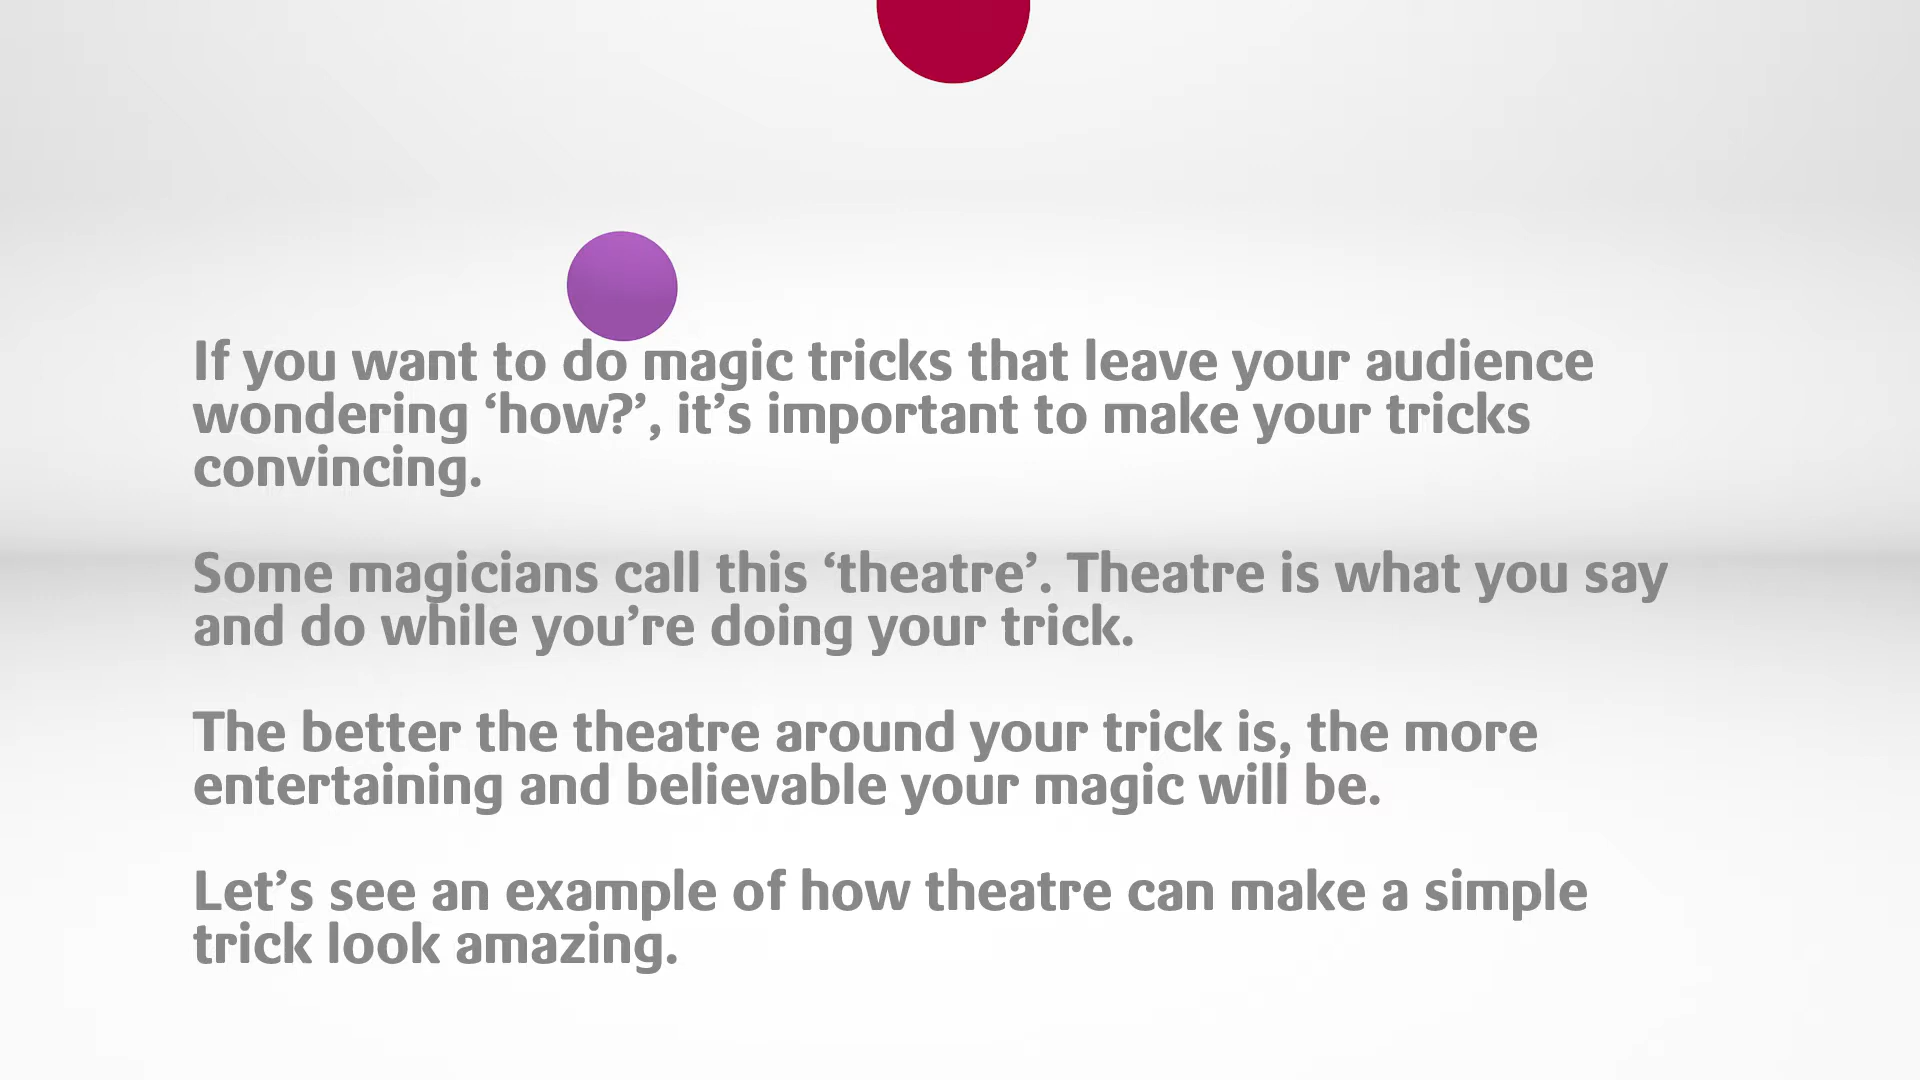 If you want to do magic tricks that leave your audience
wondering ‘how?’, it’s important to make your tricks
convincing.
Some magicians call this ‘theatre’. Theatre is what you say
and do while you’re doing your trick.
The better the theatre around your trick is, the more
entertaining and believable your magic will be.
Let’s see an example of how theatre can make a simple
trick look amazing.